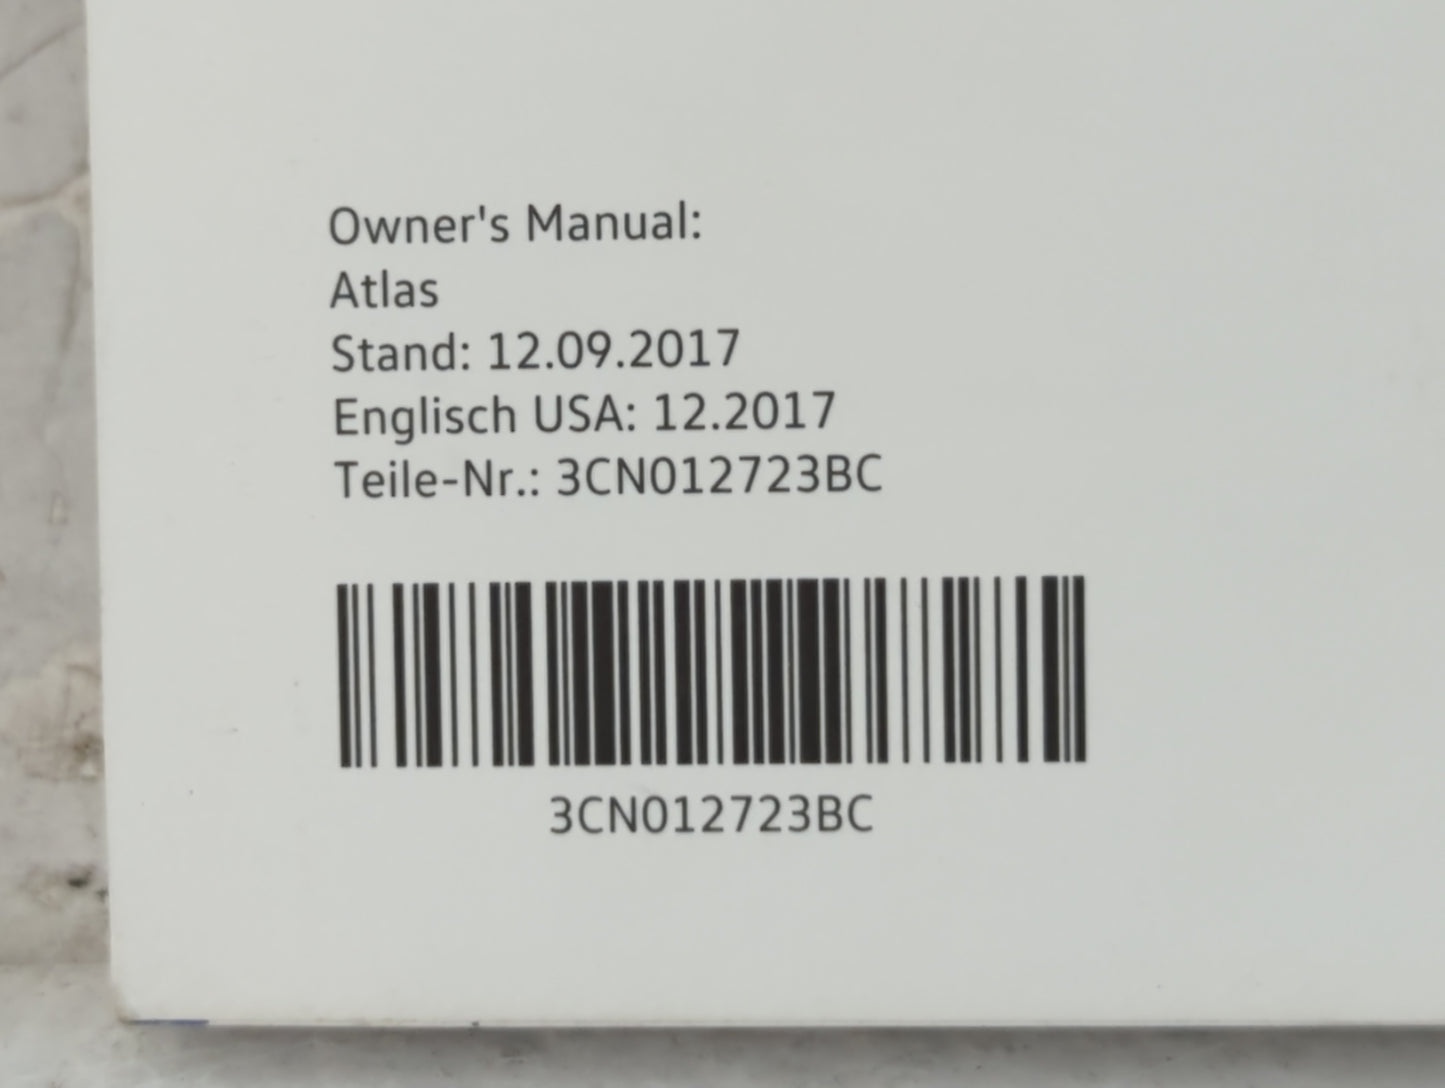 Owner's Manual:
Atlas
Stand: 12.09.2017
Englisch USA: 12.2017
Teile-Nr.: 3CN012723BC
3CN012723BC